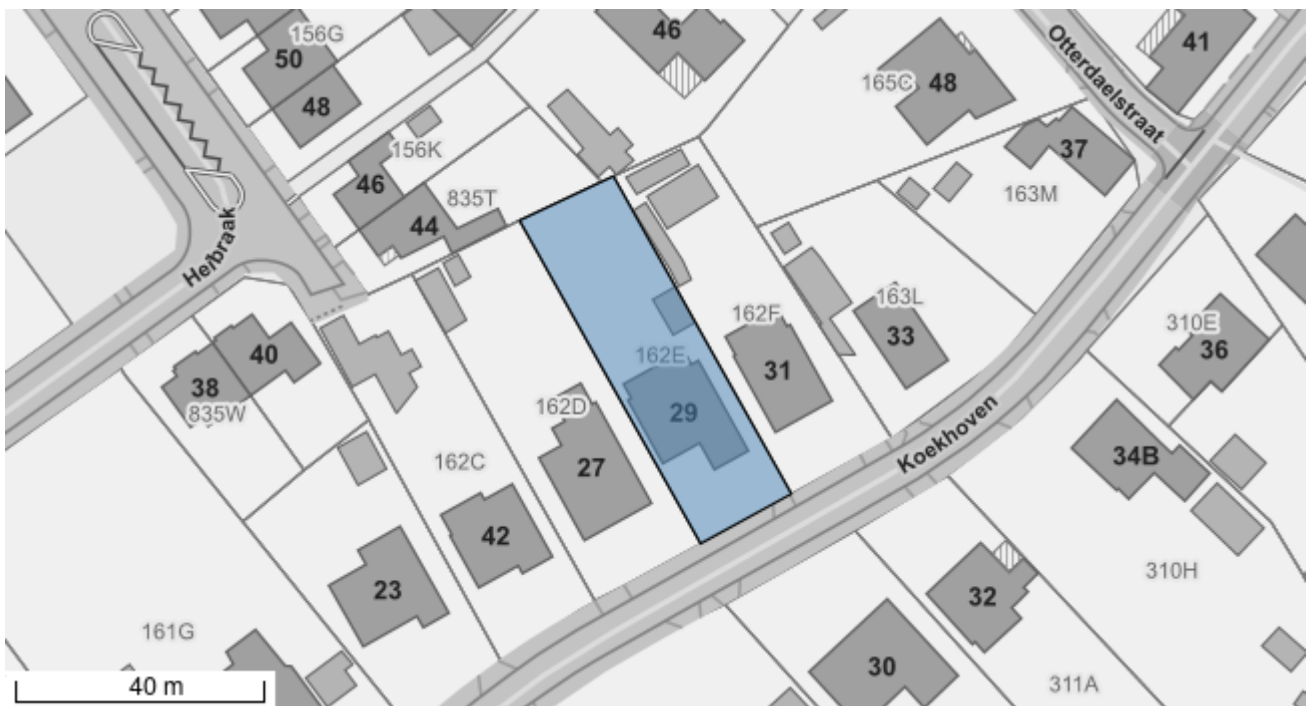 156G
50
48
46
165C
48
41
Otterdaelstraat
37
156K
46
44
835T
163M
Helbraak
40
38
835W
162F
31
163L
33
310E
36
162E
29
162D
27
162C
42
23
Koekhoven
34B
310H
32
30
311A
161G
40 m